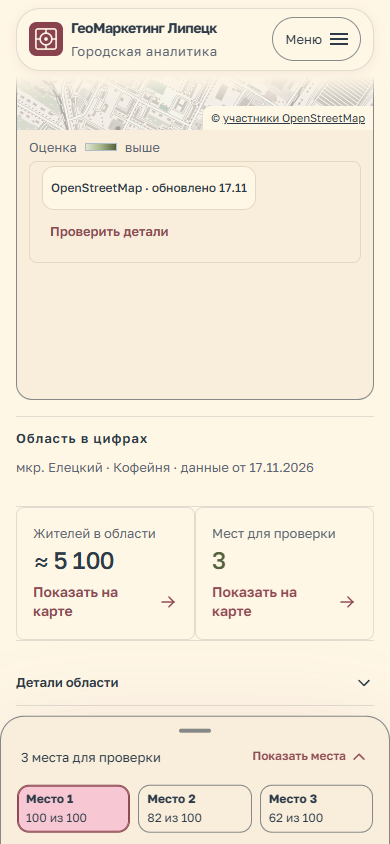 ГеоМаркетинг Липецк
Городская аналитика
Меню
© участники OpenStreetMap
Оценка выше
OpenStreetMap · обновлено 17.11
Проверить детали
Область в цифрах
мкр. Елецкий · Кофейня · данные от 17.11.2026
Жителей в области
≈ 5 100
Показать на
карте
Мест для проверки
3
Показать на
карте
Детали области
3 места для проверки
Показать места
Место 1
100 из 100
Место 2
82 из 100
Место 3
62 из 100